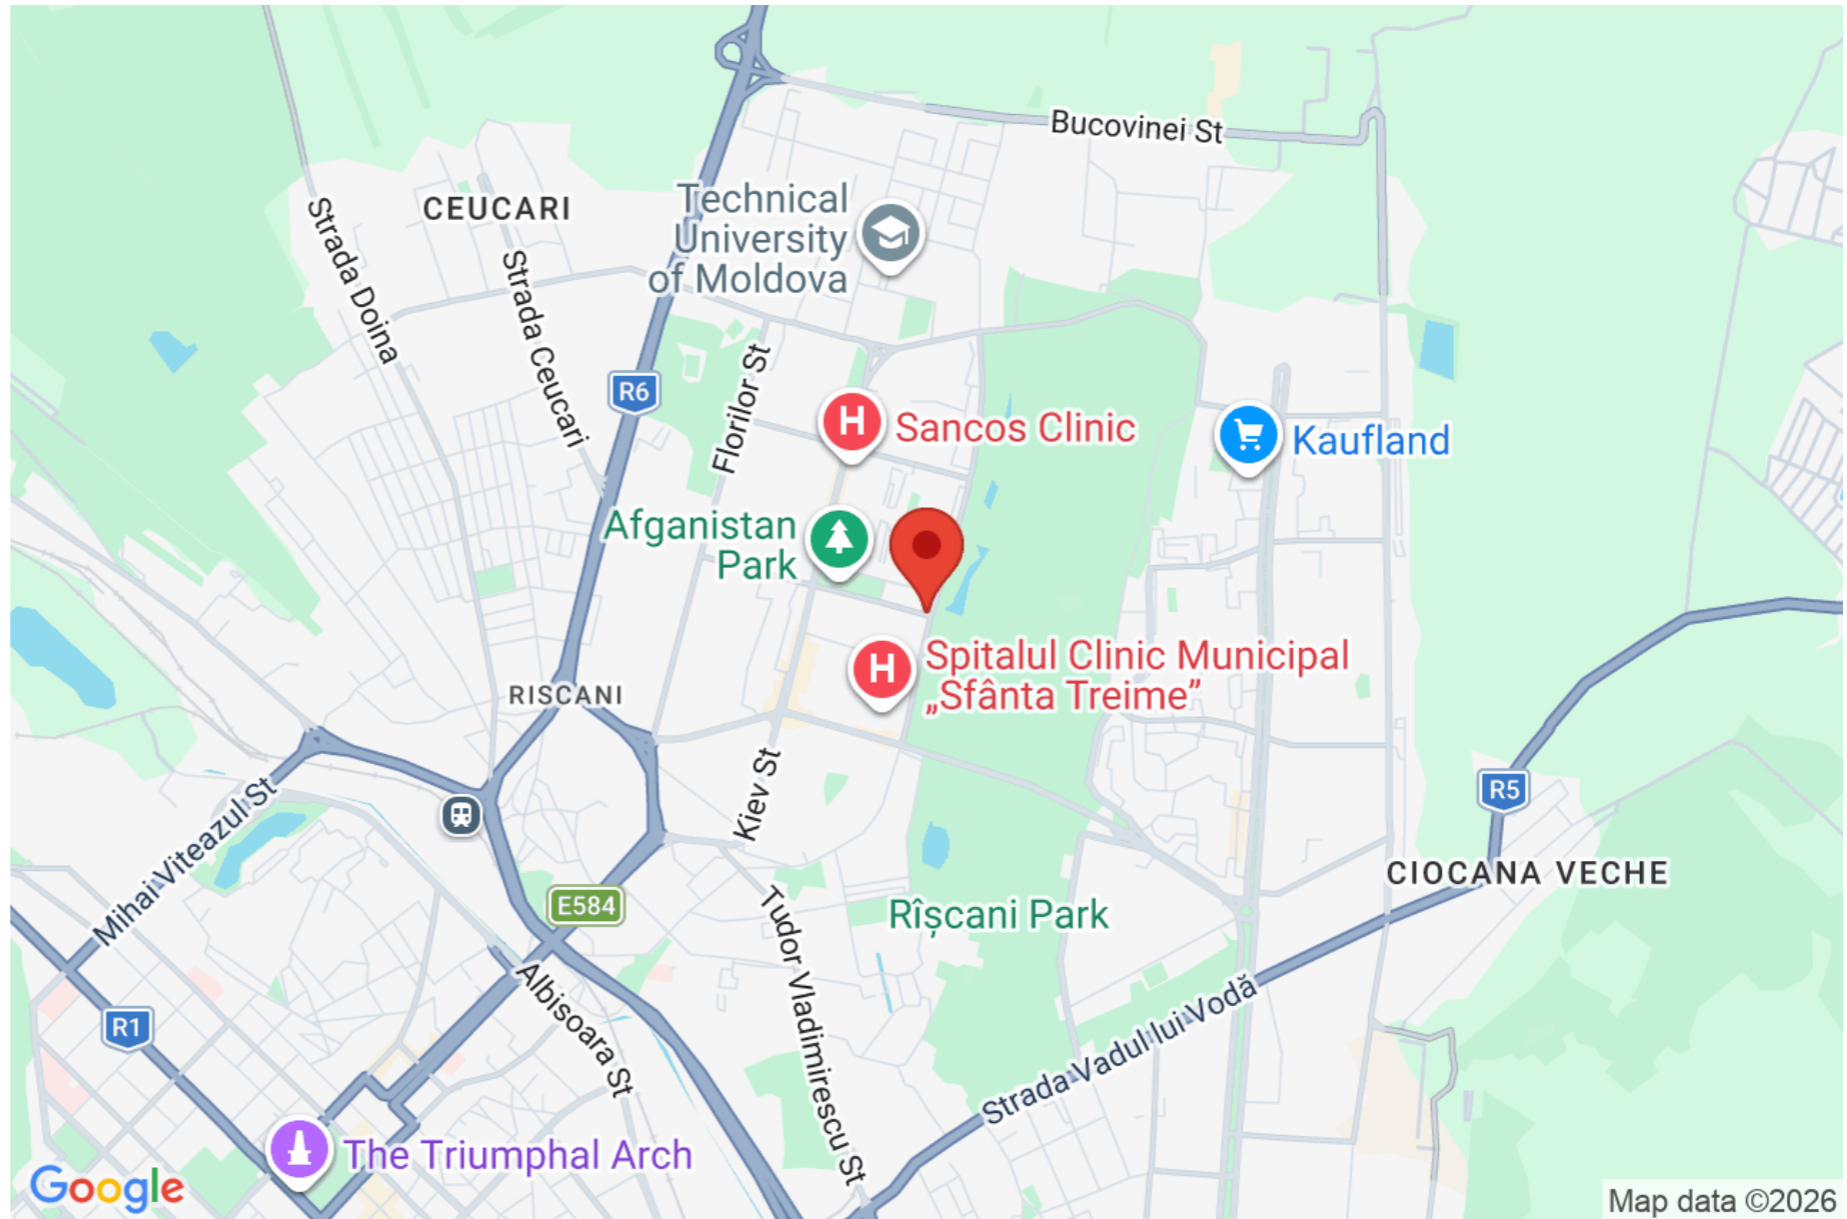 Bucovinei St
CEUCARI
Technical
University
of Moldova
Strada Doina
Strada Ceucari
R6
Florilor St
H
Sancos Clinic
Kaufland
Afganistan
Park
H
Spitalul Clinic Municipal
„Sfânta Treime”
RISCANI
Mihai Viteazul St
Kiev St
R5
CIOCANA VECHE
E584
Rîșcani Park
Tudor Vladimirescu St
Albisoara St
Strada Vadul lui Vodă
R1
The Triumphal Arch
Google
Map data ©2026